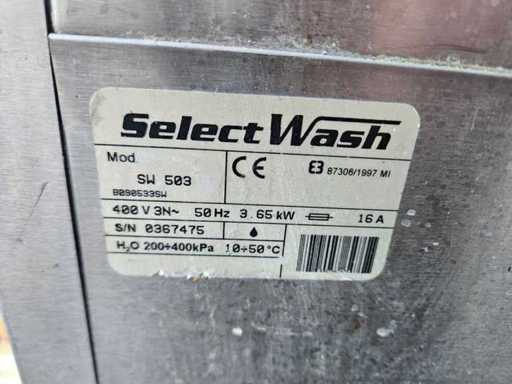 SelectWash
Mod.
SW 503
B090533SW
CE
87306/1997 MI
400 V 3N~ 50 Hz 3.65 kW 16 A
S/N 0367475
H₂O 200÷400kPa 10÷50°C